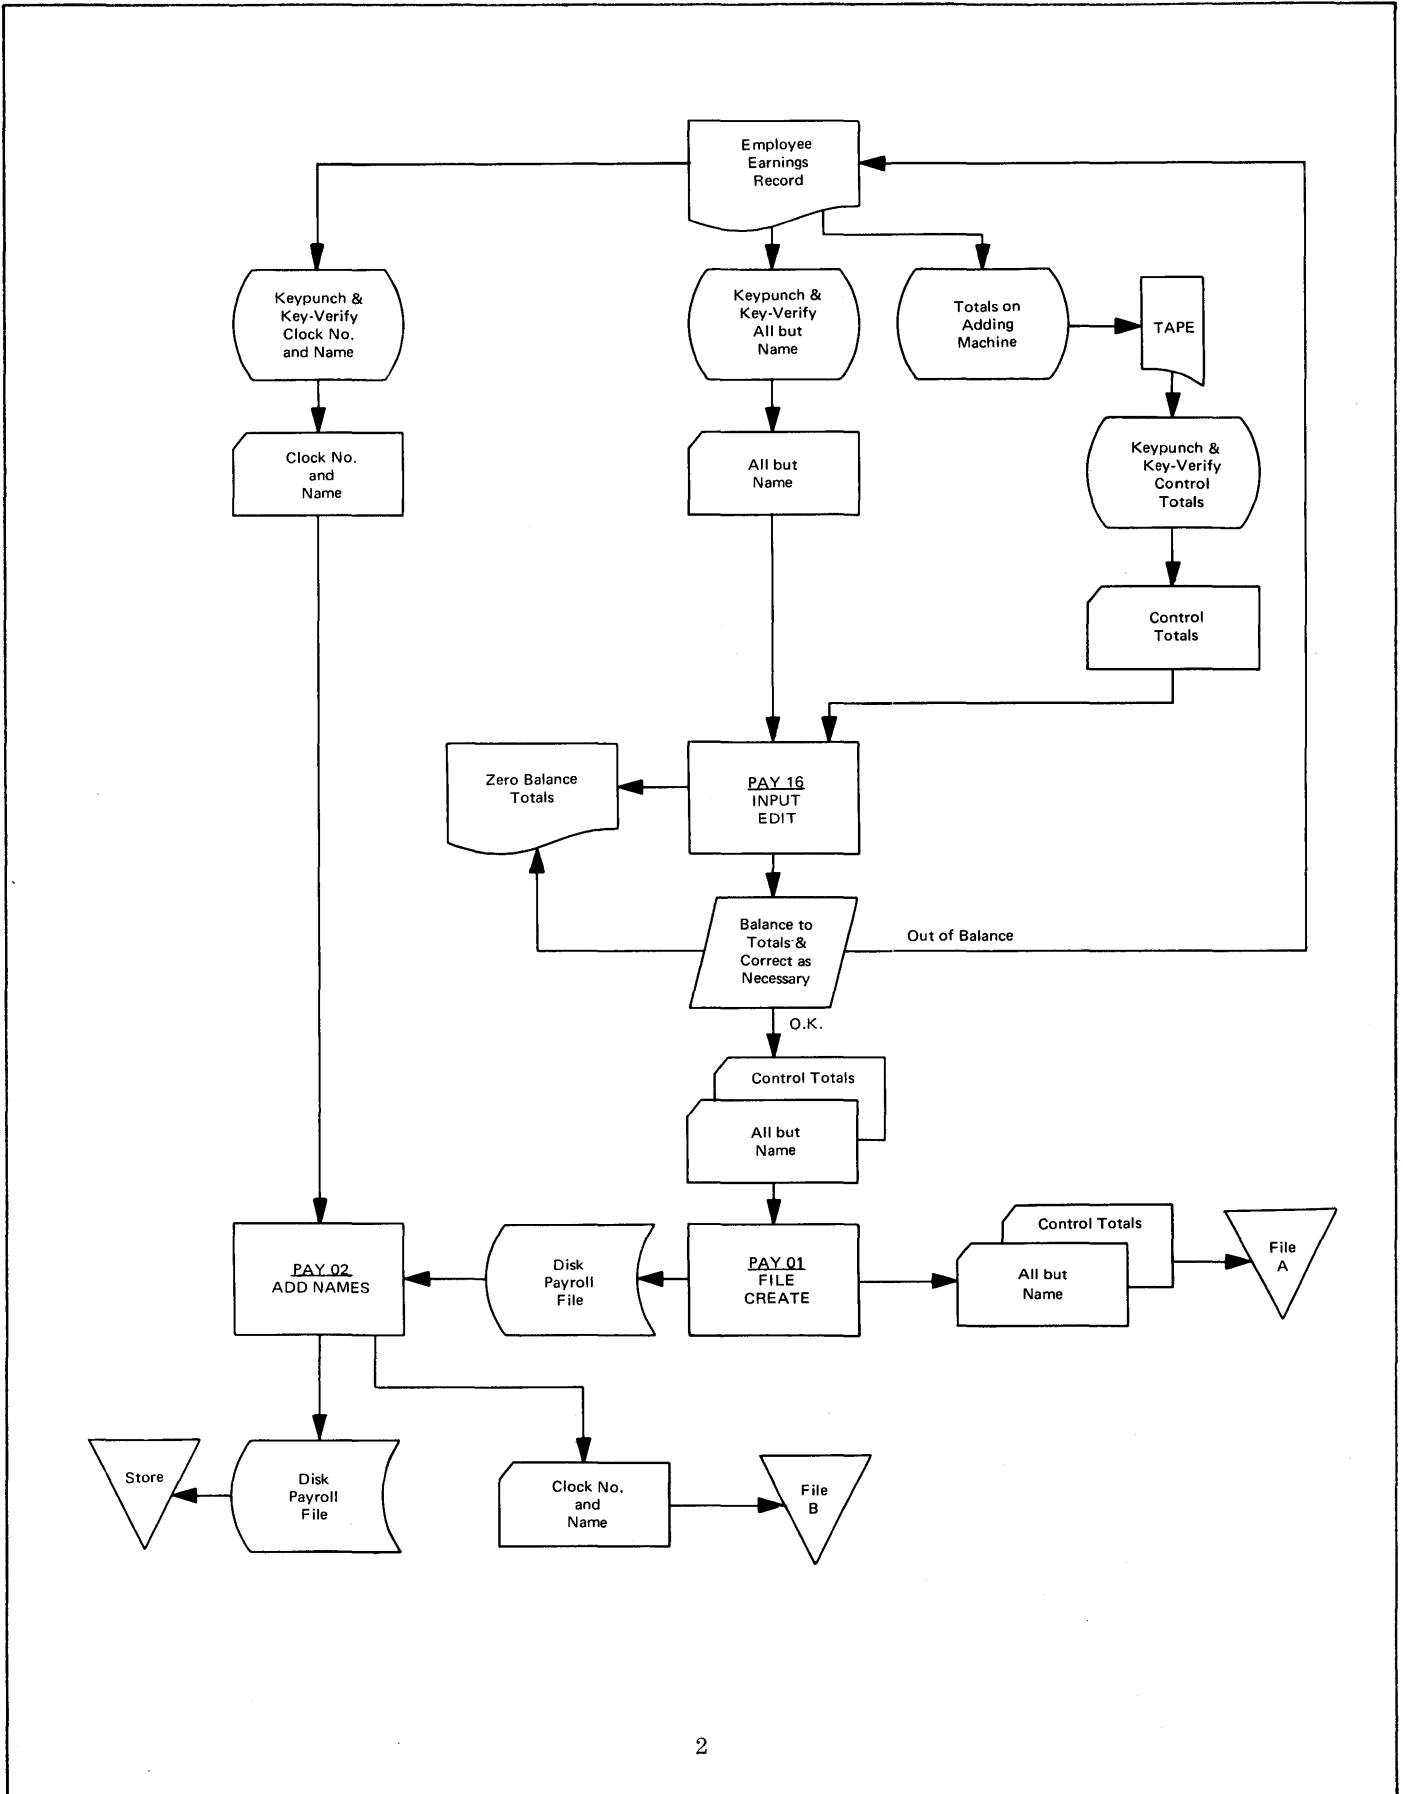 Employee
Earnings
Record
Keypunch &
Key-Verify
Clock No.
and Name
Keypunch &
Key-Verify
All but
Name
Totals on
Adding
Machine
TAPE
Clock No.
and
Name
All but
Name
Keypunch &
Key-Verify
Control
Totals
Control
Totals
Zero Balance
Totals
PAY 16
INPUT
EDIT
Balance to
Totals &
Correct as
Necessary
Out of Balance
O.K.
Control Totals
All but
Name
PAY 02
ADD NAMES
Disk
Payroll
File
PAY 01
FILE
CREATE
Control Totals
All but
Name
File
A
Store
Disk
Payroll
File
Clock No.
and
Name
File
B
2